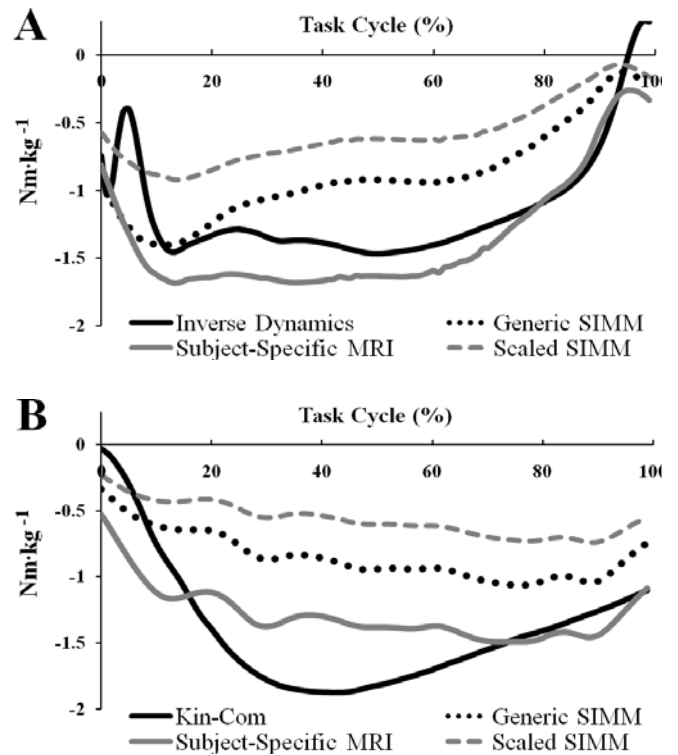 A
Task Cycle (%)
0
0 20 40 60 80 100
-0.5
-1
-1.5
-2
Nm·kg⁻¹
Inverse Dynamics Generic SIMM
Subject-Specific MRI Scaled SIMM
B
Task Cycle (%)
0
0 20 40 60 80 100
-0.5
-1
-1.5
-2
Nm·kg⁻¹
Kin-Com Generic SIMM
Subject-Specific MRI Scaled SIMM